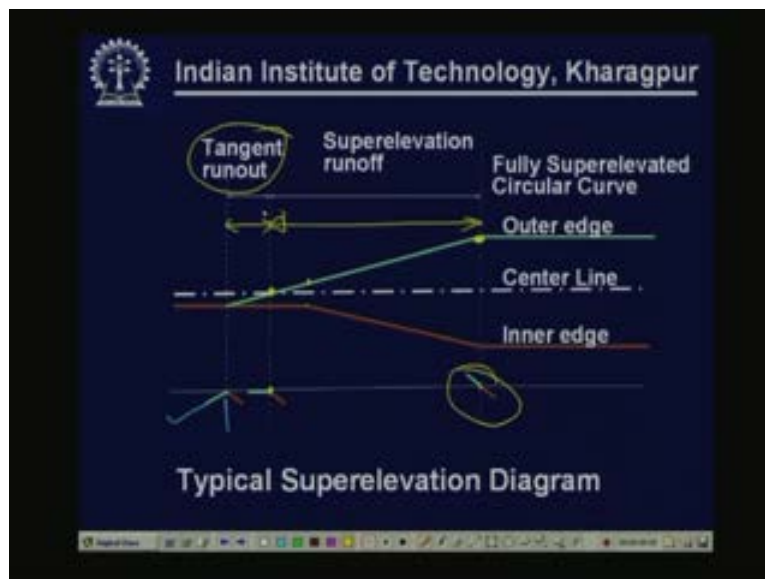 Indian Institute of Technology, Kharagpur
Tangent runout
Superelevation runoff
Fully Superelevated Circular Curve
Outer edge
Center Line
Inner edge
Typical Superelevation Diagram